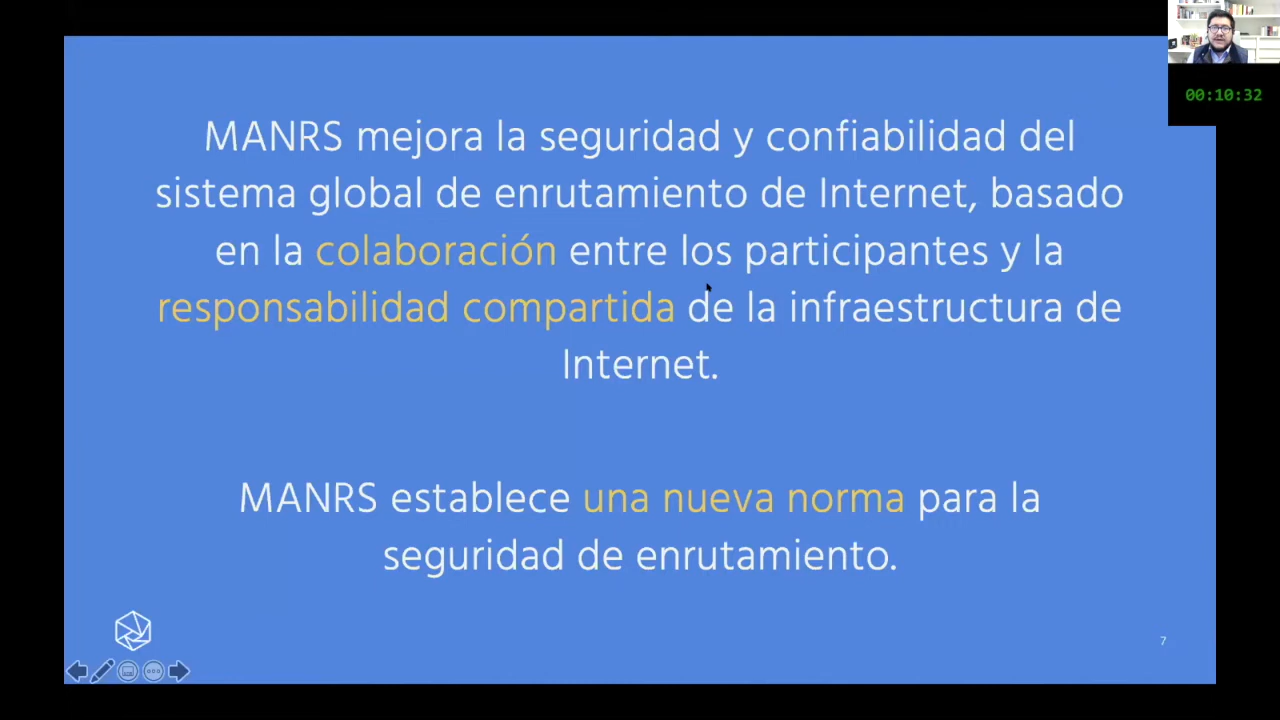 00:10:32
MANRS mejora la seguridad y confiabilidad del
sistema global de enrutamiento de Internet, basado
en la colaboración entre los participantes y la
responsabilidad compartida de la infraestructura de
Internet.
MANRS establece una nueva norma para la
seguridad de enrutamiento.
7